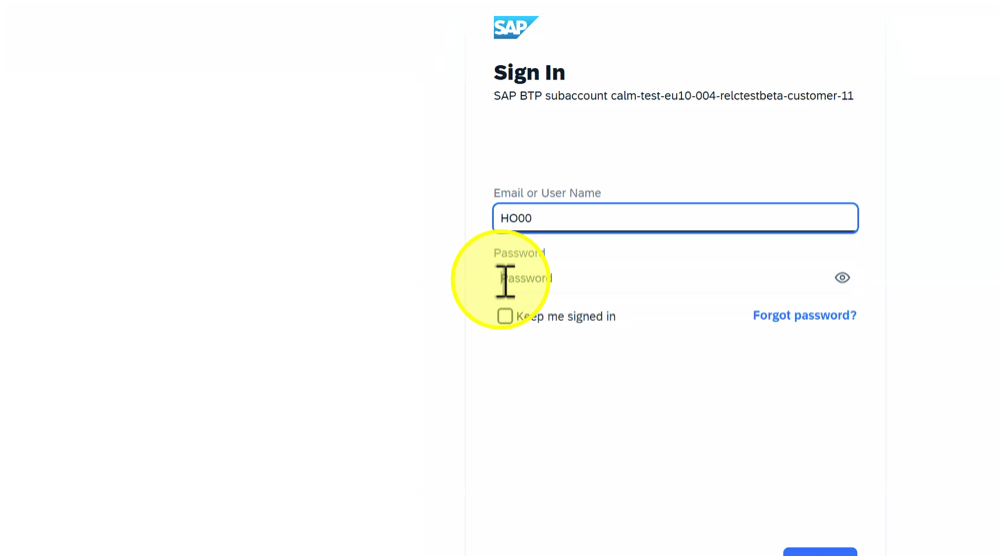 SAP
Sign In
SAP BTP subaccount calm-test-eu10-004-relctestbeta-customer-11
Email or User Name
HO00
Password
Password
Keep me signed in
Forgot password?